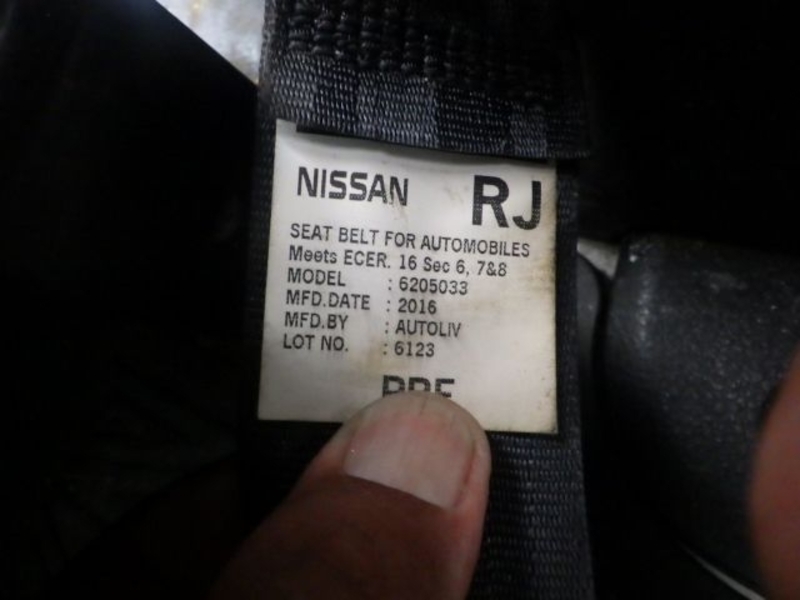 NISSAN RJ
SEAT BELT FOR AUTOMOBILES
Meets ECER. 16 Sec 6, 7&8
MODEL : 6205033
MFD.DATE : 2016
MFD.BY : AUTOLIV
LOT NO. : 6123